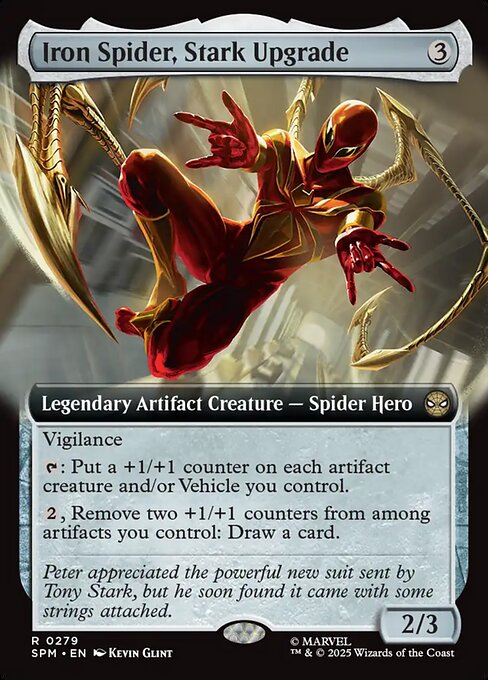 Iron Spider, Stark Upgrade 3
Legendary Artifact Creature — Spider Hero
Vigilance
: Put a +1/+1 counter on each artifact
creature and/or Vehicle you control.
2, Remove two +1/+1 counters from among
artifacts you control: Draw a card.
Peter appreciated the powerful new suit sent by
Tony Stark, but he soon found it came with some
strings attached.
2/3
R 0279
SPM • EN Kevin Glint
© MARVEL
™ & © 2025 Wizards of the Coast